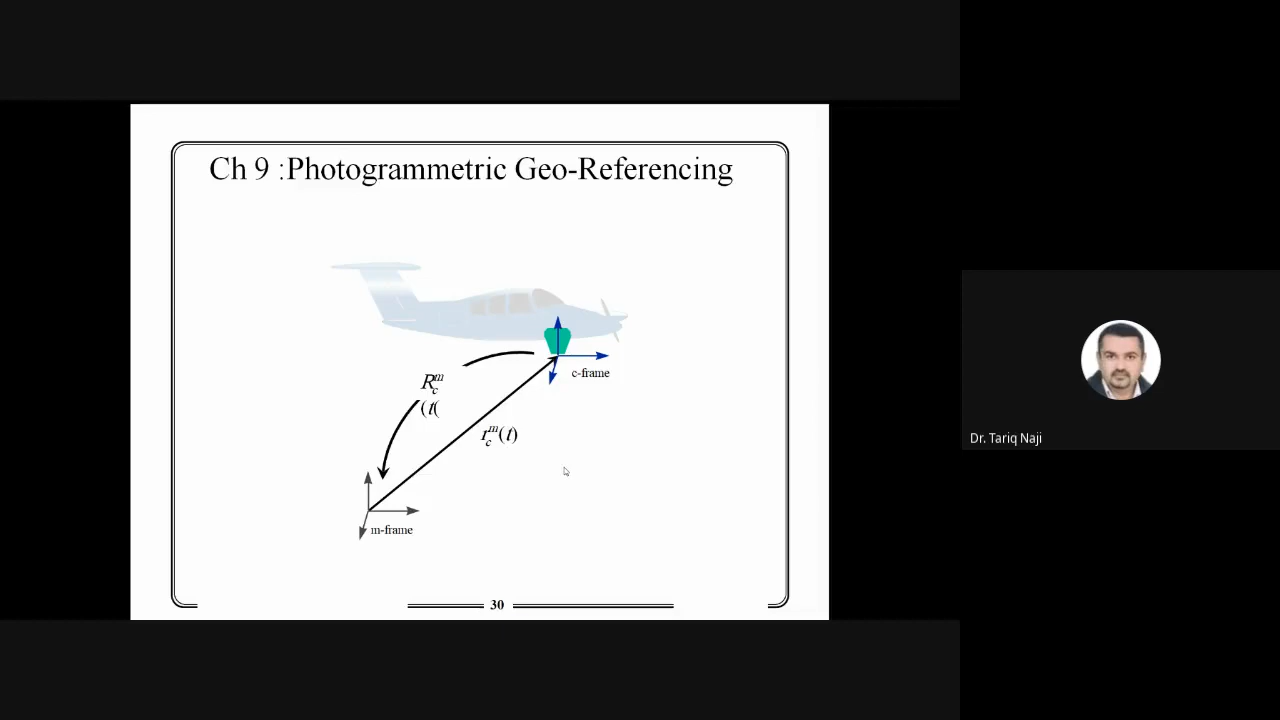 Ch 9 :Photogrammetric Geo-Referencing
c-frame
R_c^m
(t(
r_c^m(t)
m-frame
30
Dr. Tariq Naji